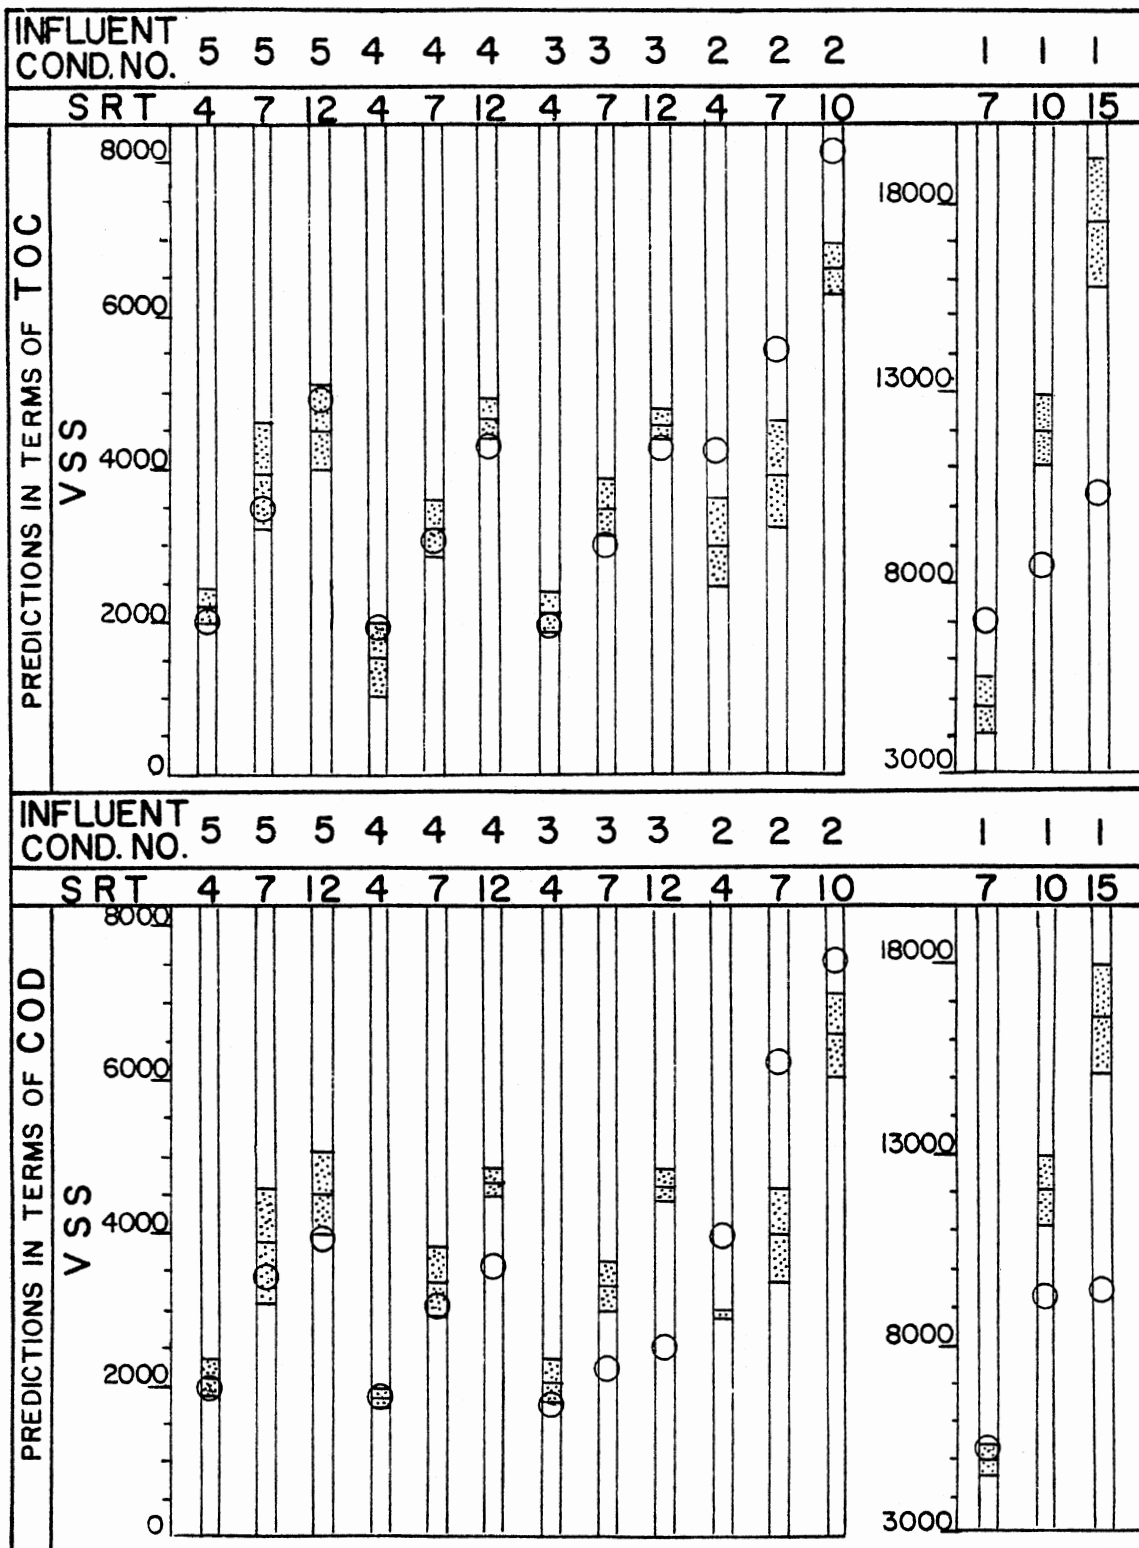 INFLUENT
COND. NO. 5 5 5 4 4 4 3 3 3 2 2 2 1 1 1
SRT 4 7 12 4 7 12 4 7 12 4 7 10 7 10 15
PREDICTIONS IN TERMS OF TOC
VSS
8000
6000
4000
2000
0
18000
13000
8000
3000
INFLUENT
COND. NO. 5 5 5 4 4 4 3 3 3 2 2 2 1 1 1
SRT 4 7 12 4 7 12 4 7 12 4 7 10 7 10 15
PREDICTIONS IN TERMS OF COD
VSS
8000
6000
4000
2000
0
18000
13000
8000
3000